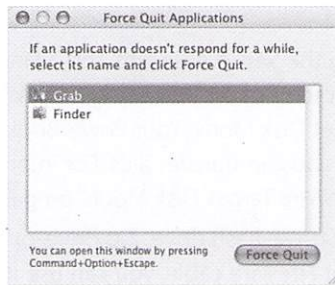 Force Quit Applications
If an application doesn't respond for a while,
select its name and click Force Quit.
Grab
Finder
You can open this window by pressing
Command+Option+Escape.
Force Quit